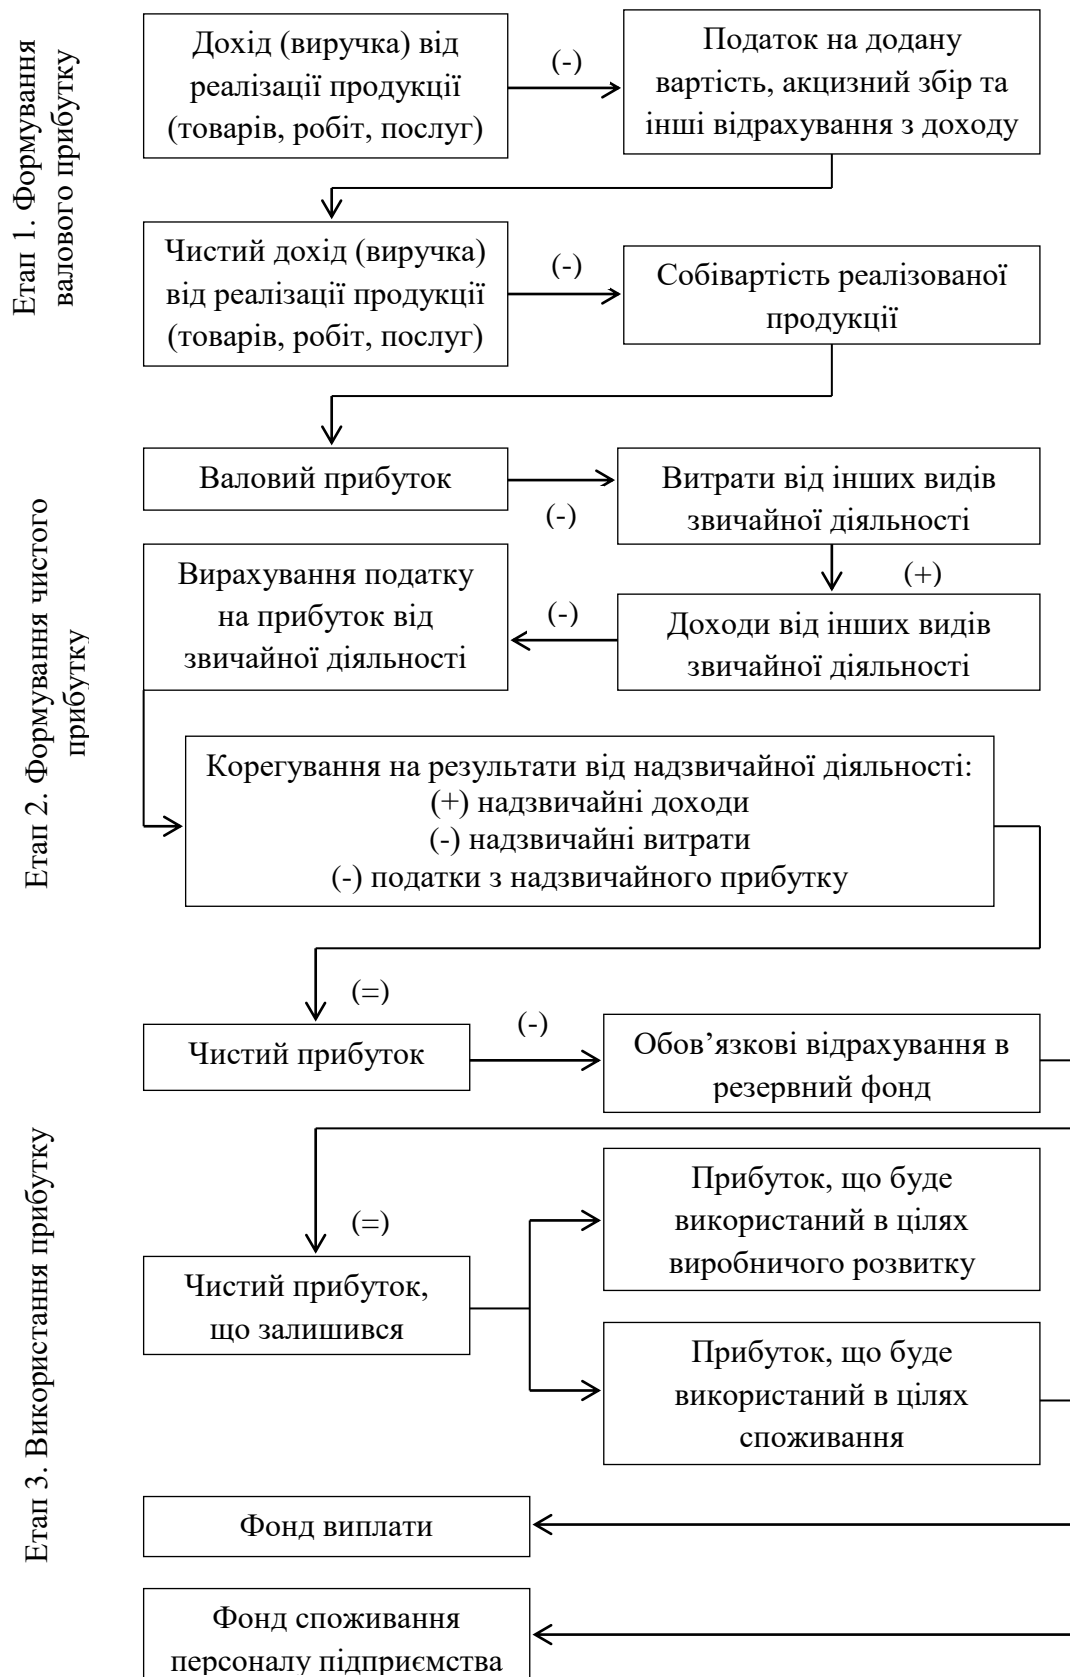 Етап 1. Формування
валового прибутку
Дохід (виручка) від
реалізації продукції
(товарів, робіт, послуг)
(-)
Податок на додану
вартість, акцизний збір та
інші відрахування з доходу
Чистий дохід (виручка)
від реалізації продукції
(товарів, робіт, послуг)
(-)
Собівартість реалізованої
продукції
Етап 2. Формування чистого
прибутку
Валовий прибуток
(-)
Витрати від інших видів
звичайної діяльності
(+)
Доходи від інших видів
звичайної діяльності
(-)
Вирахування податку
на прибуток від
звичайної діяльності
Корегування на результати від надзвичайної діяльності:
(+) надзвичайні доходи
(-) надзвичайні витрати
(-) податки з надзвичайного прибутку
(=)
Етап 3. Використання прибутку
Чистий прибуток
(-)
Обов’язкові відрахування в
резервний фонд
(=)
Чистий прибуток,
що залишився
Прибуток, що буде
використаний в цілях
виробничого розвитку
Прибуток, що буде
використаний в цілях
споживання
Фонд виплати
Фонд споживання
персоналу підприємства